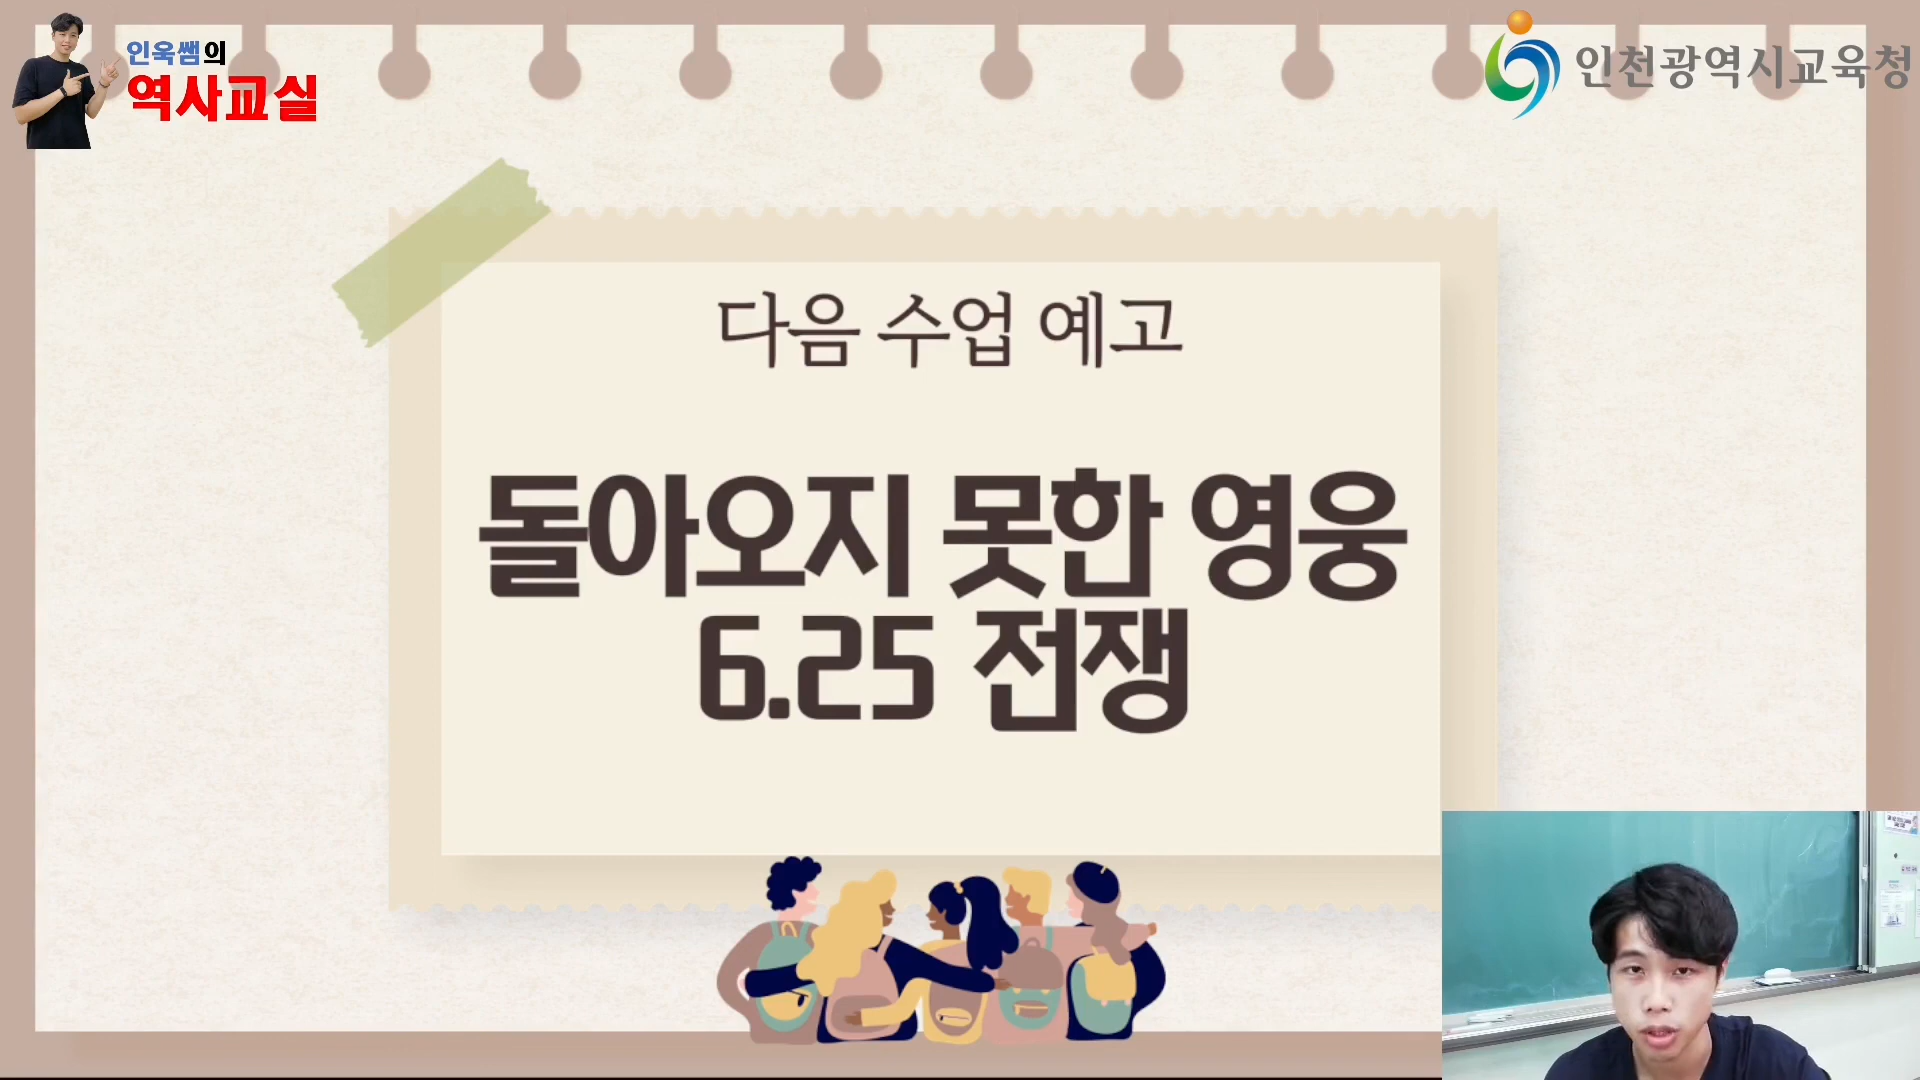 인욱쌤의
역사교실
인천광역시교육청
다음 수업 예고
돌아오지 못한 영웅
6.25 전쟁